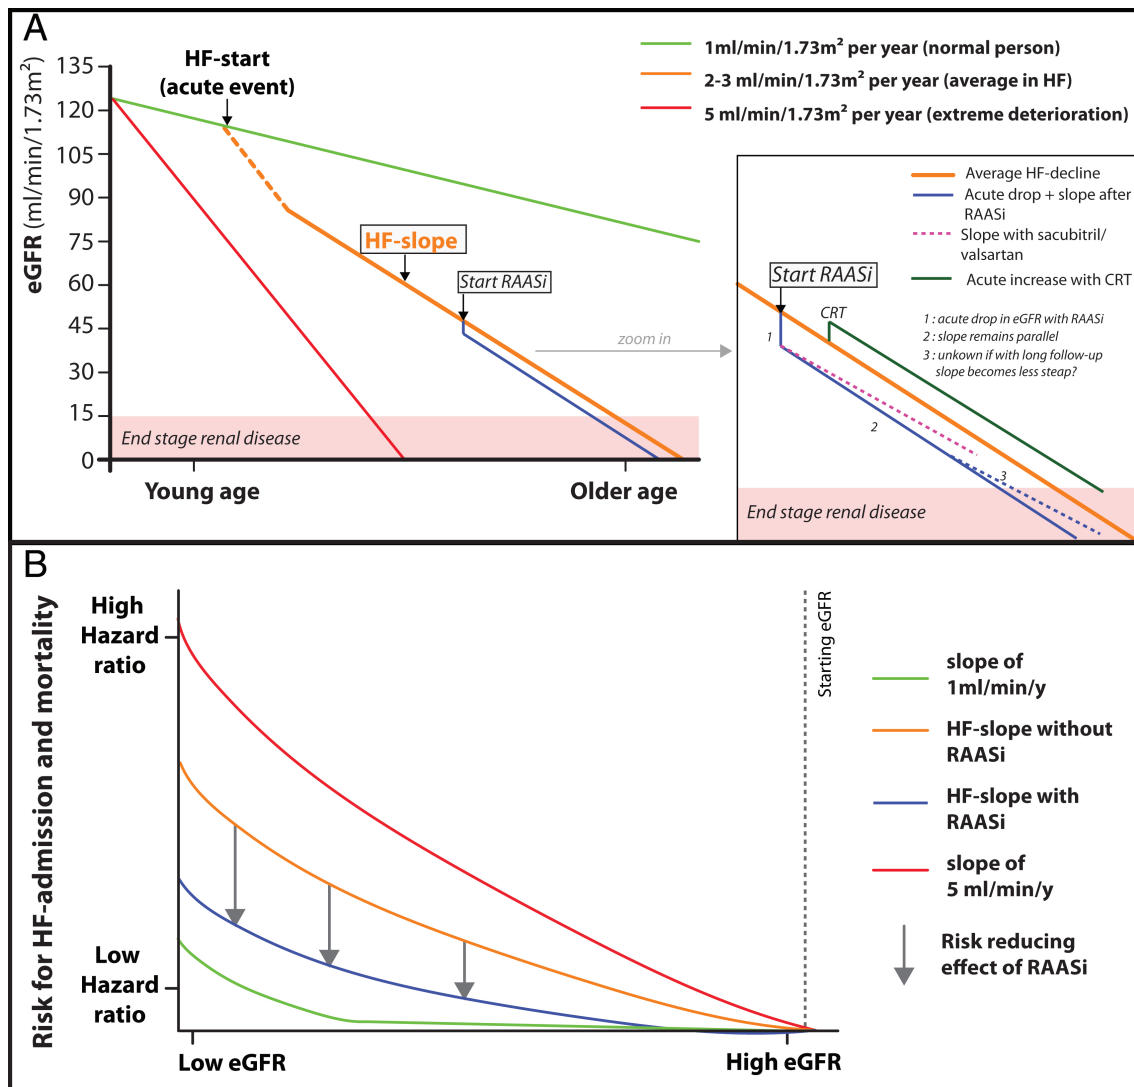 A
HF-start
(acute event)
eGFR (ml/min/1.73m²)
135
120
105
90
75
60
45
30
15
0
1ml/min/1.73m² per year (normal person)
2-3 ml/min/1.73m² per year (average in HF)
5 ml/min/1.73m² per year (extreme deterioration)
HF-slope
Start RAASi
zoom in
End stage renal disease
Young age
Older age
Average HF-decline
Acute drop + slope after
RAASi
Slope with sacubitril/
valsartan
Acute increase with CRT
Start RAASi
CRT
1 : acute drop in eGFR with RAASi
2 : slope remains parallel
3 : unkown if with long follow-up
slope becomes less steap?
1
2
3
End stage renal disease
B
Risk for HF-admission and mortality
High
Hazard
ratio
Low
Hazard
ratio
Low eGFR
High eGFR
Starting eGFR
slope of
1ml/min/y
HF-slope without
RAASi
HF-slope with
RAASi
slope of
5 ml/min/y
Risk reducing
effect of RAASi